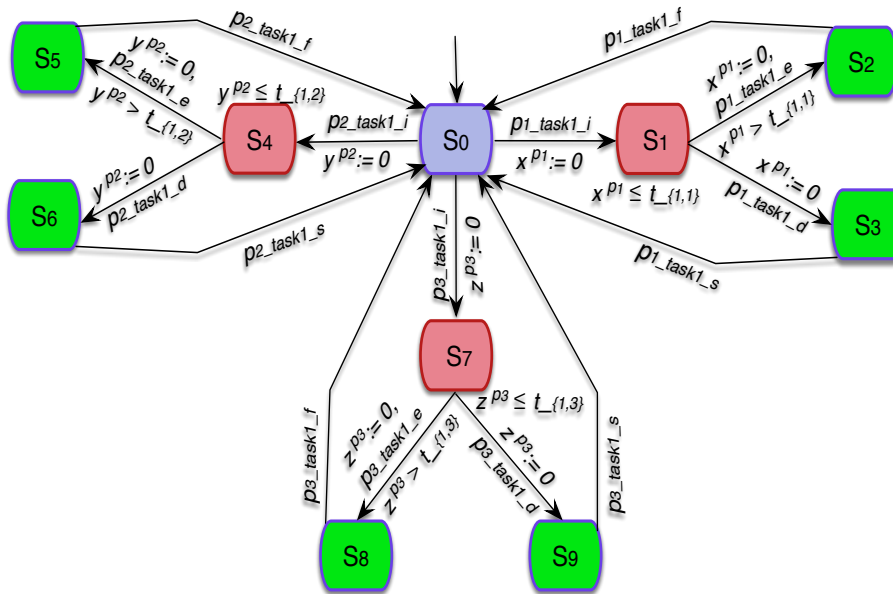 p2_task1_f
p1_task1_f
S5
y p2 := 0,
p2_task1_e
y p2 > t_{1,2}
y p2 ≤ t_{1,2}
S4
p2_task1_i
y p2 := 0
S0
p1_task1_i
x p1 := 0
S1
x p1 ≤ t_{1,1}
x p1 := 0,
p1_task1_e
x p1 > t_{1,1}
S2
y p2 := 0
p2_task1_d
S6
p2_task1_s
x p1 := 0
p1_task1_d
S3
p1_task1_s
p3_task1_i
z p3 := 0
S7
z p3 ≤ t_{1,3}
p3_task1_f
z p3 := 0,
p3_task1_e
z p3 > t_{1,3}
z p3 := 0
p3_task1_d
p3_task1_s
S8
S9